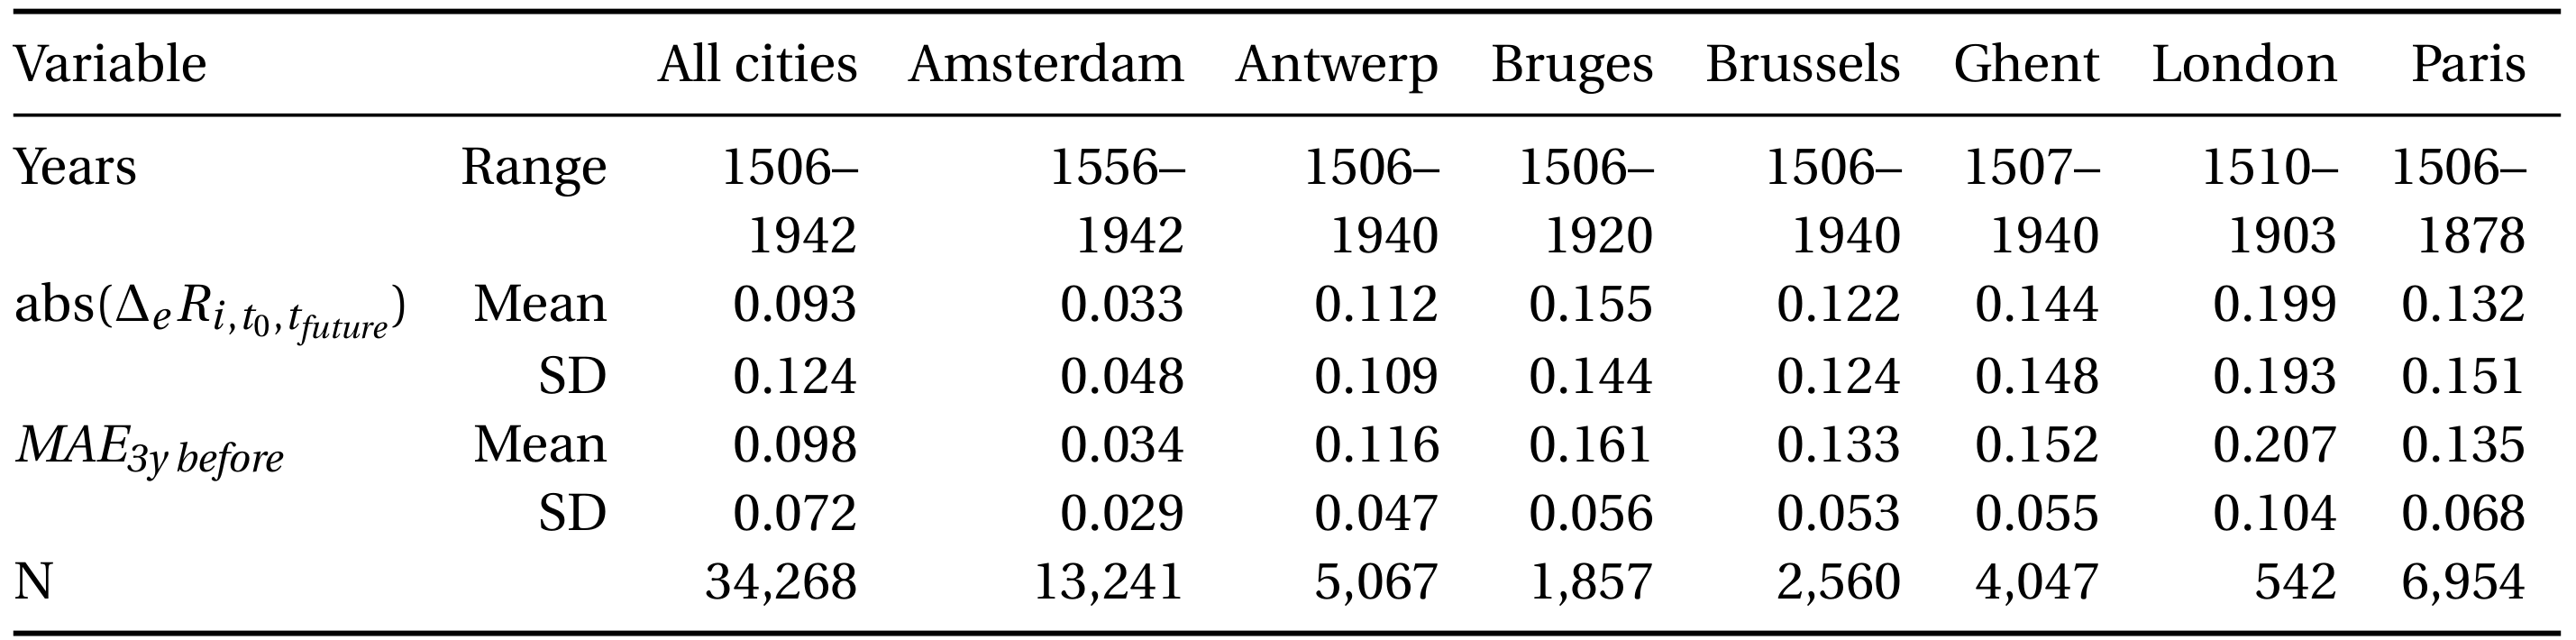 Variable All cities Amsterdam Antwerp Bruges Brussels Ghent London Paris
Years Range 1506– 1556– 1506– 1506– 1506– 1507– 1510– 1506–
1942 1942 1940 1920 1940 1940 1903 1878
abs(Δ_e R_{i,t_0,t_{future}}) Mean 0.093 0.033 0.112 0.155 0.122 0.144 0.199 0.132
SD 0.124 0.048 0.109 0.144 0.124 0.148 0.193 0.151
MAE_{3y before} Mean 0.098 0.034 0.116 0.161 0.133 0.152 0.207 0.135
SD 0.072 0.029 0.047 0.056 0.053 0.055 0.104 0.068
N 34,268 13,241 5,067 1,857 2,560 4,047 542 6,954